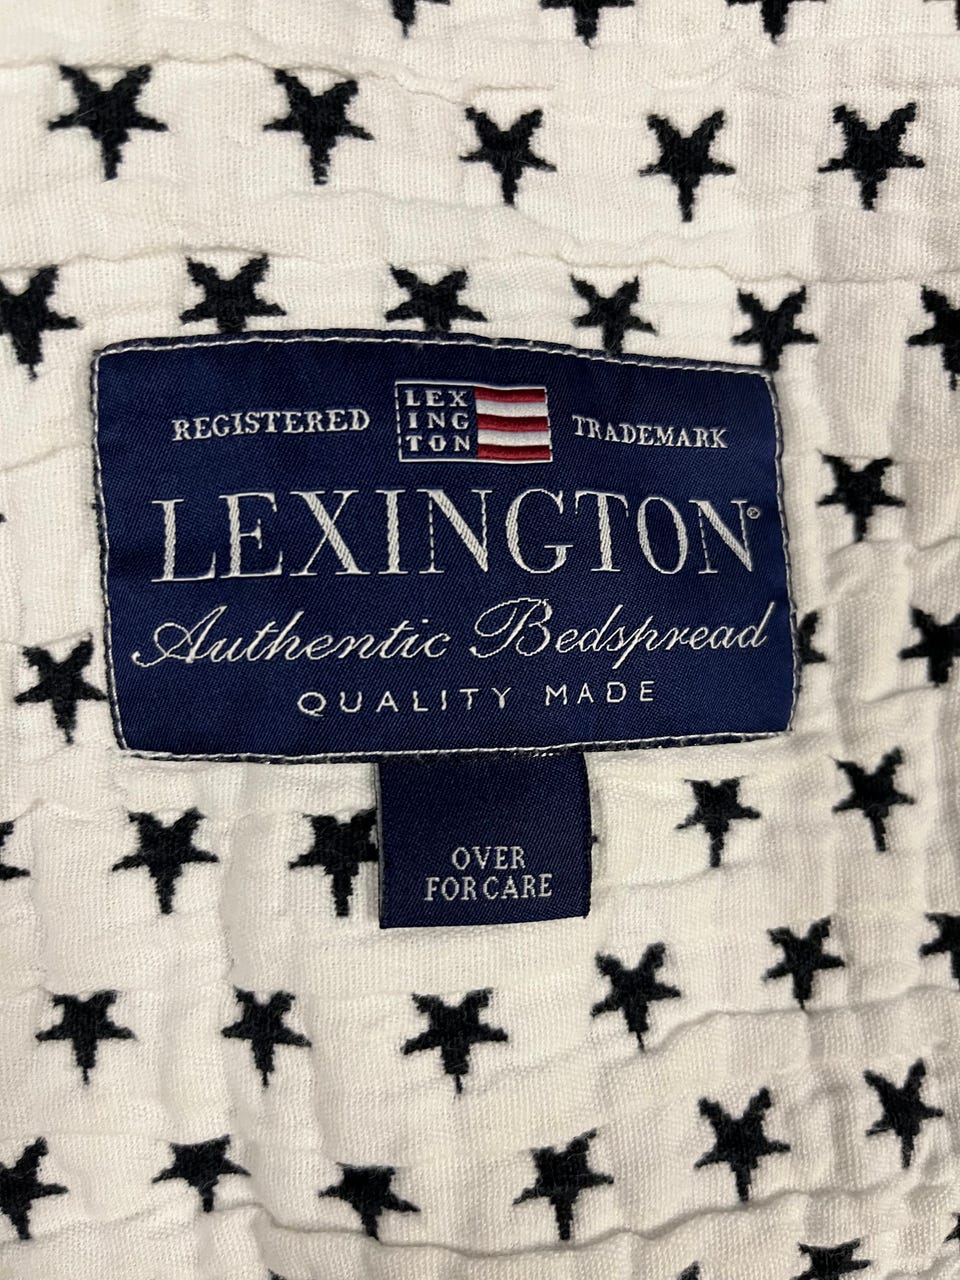 REGISTERED
LEX
ING
TON
TRADEMARK
LEXINGTON®
Authentic Bedspread
QUALITY MADE
OVER
FOR CARE